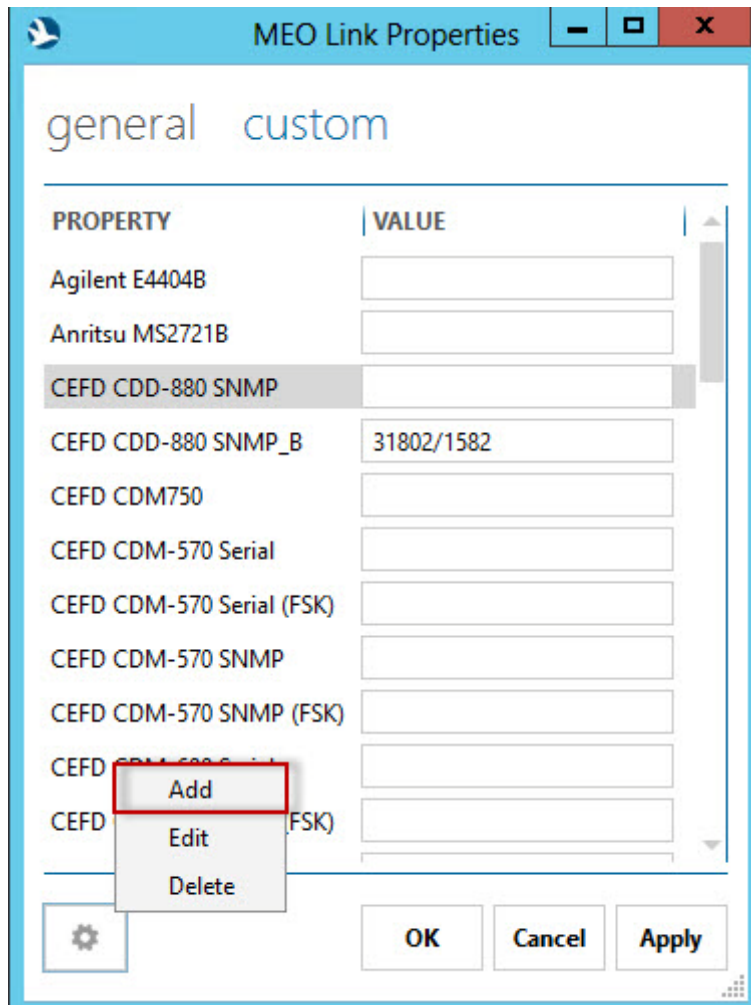 MEO Link Properties
general custom
PROPERTY VALUE
Agilent E4404B
Anritsu MS2721B
CEFD CDD-880 SNMP
CEFD CDD-880 SNMP_B 31802/1582
CEFD CDM750
CEFD CDM-570 Serial
CEFD CDM-570 Serial (FSK)
CEFD CDM-570 SNMP
CEFD CDM-570 SNMP (FSK)
CEFD
Add
CEFD FSK)
Edit
Delete
OK Cancel Apply